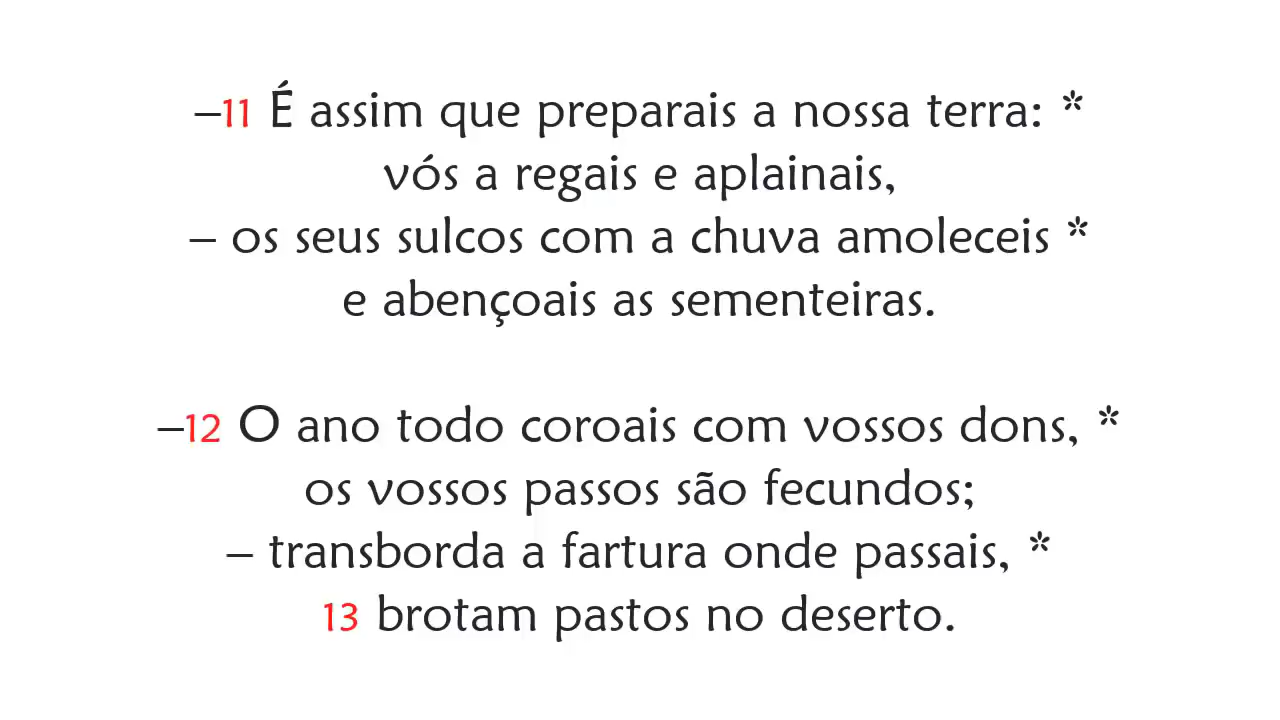 –11 É assim que preparais a nossa terra: *
vós a regais e aplainais,
– os seus sulcos com a chuva amoleceis *
e abençoais as sementeiras.
–12 O ano todo coroais com vossos dons, *
os vossos passos são fecundos;
– transborda a fartura onde passais, *
13 brotam pastos no deserto.